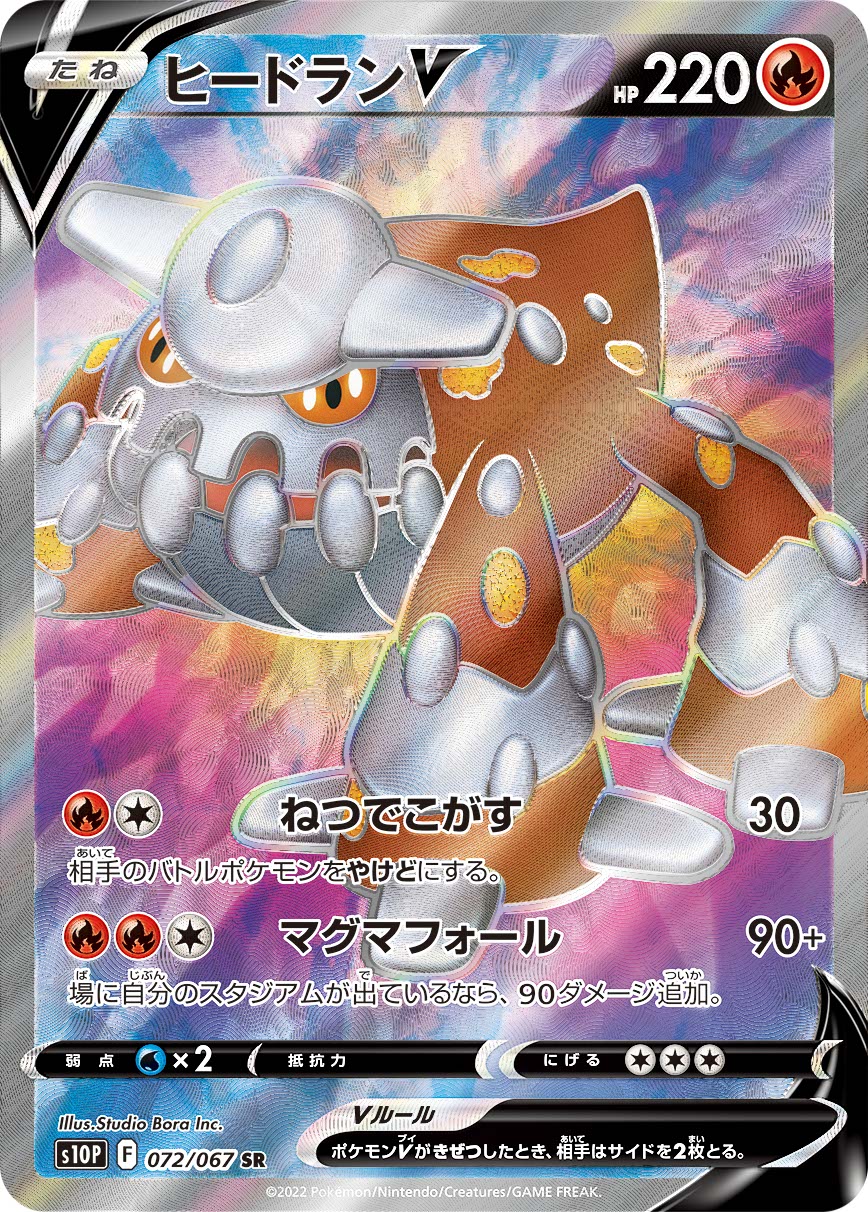 たね ヒードランV HP 220
ねつでこがす 30
相手のバトルポケモンをやけどにする。
マグマフォール 90+
場に自分のスタジアムが出ているなら、90ダメージ追加。
弱点 ×2 抵抗力 にげる
Illus.Studio Bora Inc.
Vルール
ポケモンVがきぜつしたとき、相手はサイドを2枚とる。
s10P F 072/067 SR
©2022 Pokémon/Nintendo/Creatures/GAME FREAK.